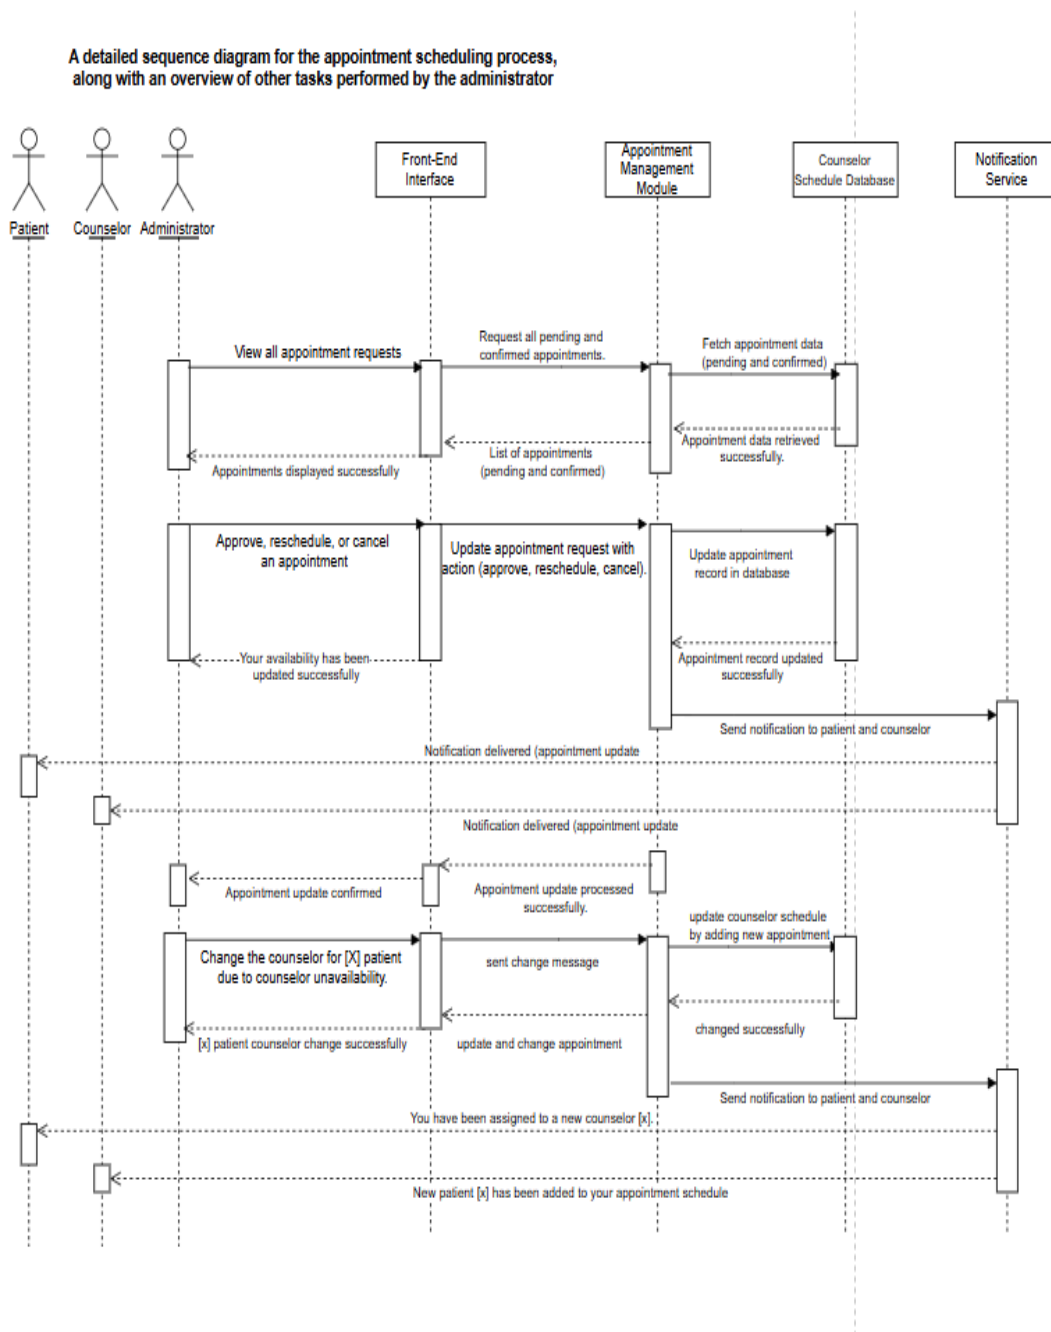 A detailed sequence diagram for the appointment scheduling process,
along with an overview of other tasks performed by the administrator
Patient
Counselor
Administrator
Front-End
Interface
Appointment
Management
Module
Counselor
Schedule Database
Notification
Service
View all appointment requests
Request all pending and
confirmed appointments.
Fetch appointment data
(pending and confirmed)
Appointment data retrieved
successfully.
List of appointments
(pending and confirmed)
Appointments displayed successfully
Approve, reschedule, or cancel
an appointment
Update appointment request with
action (approve, reschedule, cancel).
Update appointment
record in database
Appointment record updated
successfully
Your availability has been
updated successfully
Send notification to patient and counselor
Notification delivered (appointment update
Notification delivered (appointment update
Appointment update processed
successfully.
Appointment update confirmed
Change the counselor for [X] patient
due to counselor unavailability.
sent change message
update counselor schedule
by adding new appointment
changed successfully
update and change appointment
[x] patient counselor change successfully
Send notification to patient and counselor
You have been assigned to a new counselor [x].
New patient [x] has been added to your appointment schedule